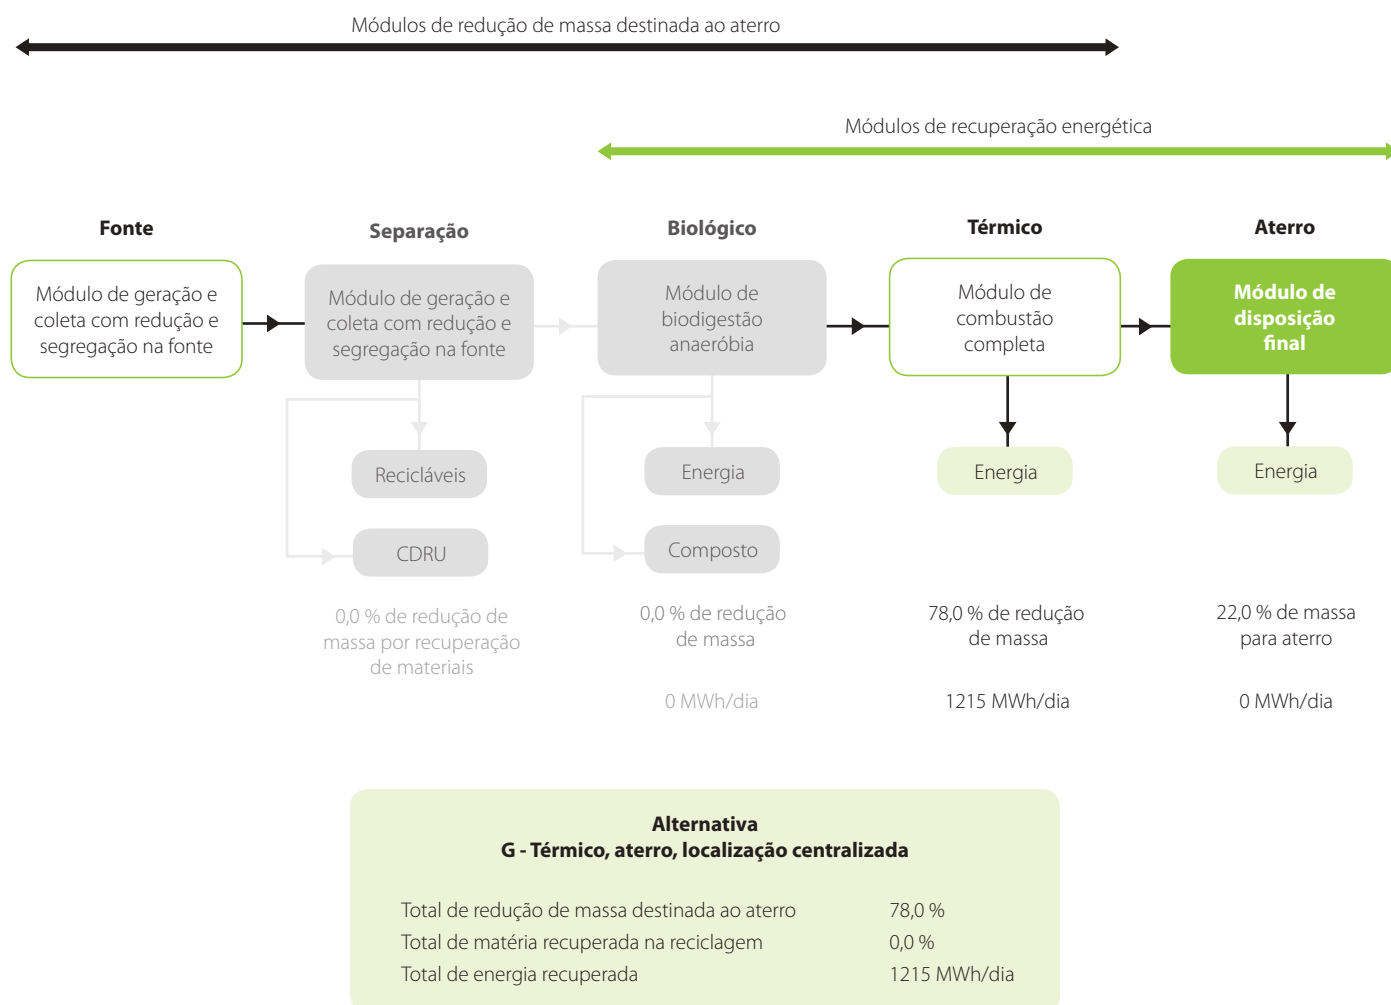 Módulos de redução de massa destinada ao aterro
Módulos de recuperação energética
Fonte
Separação
Biológico
Térmico
Aterro
Módulo de geração e
coleta com redução e
segregação na fonte
Módulo de geração e
coleta com redução e
segregação na fonte
Módulo de
biodigestão
anaeróbia
Módulo de
combustão
completa
Módulo de
disposição
final
Recicláveis
Energia
Energia
Energia
CDRU
Composto
0,0 % de redução de
massa por recuperação
de materiais
0,0 % de redução
de massa
78,0 % de redução
de massa
22,0 % de massa
para aterro
0 MWh/dia
1215 MWh/dia
0 MWh/dia
Alternativa
G - Térmico, aterro, localização centralizada
Total de redução de massa destinada ao aterro 78,0 %
Total de matéria recuperada na reciclagem 0,0 %
Total de energia recuperada 1215 MWh/dia